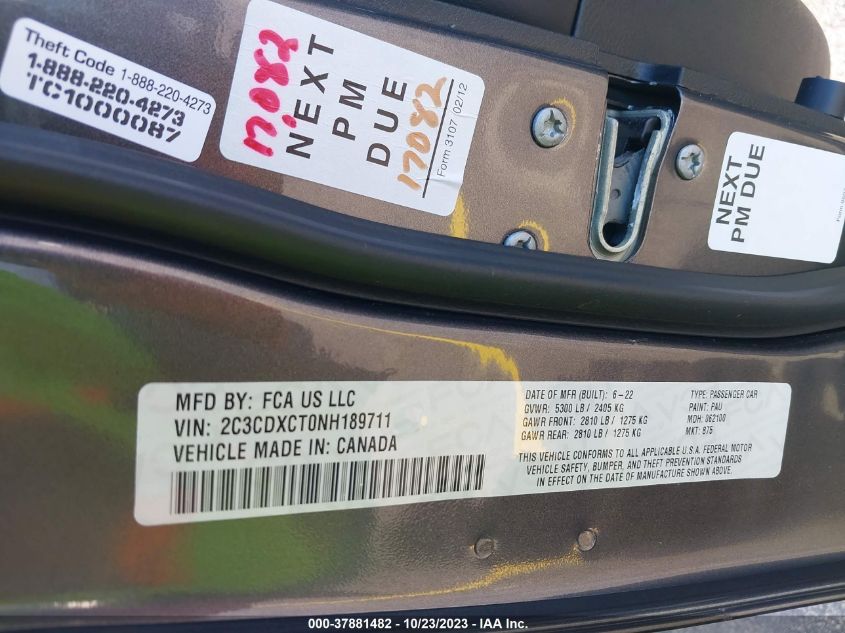 Theft Code 1-888-220-4273
1-888-220-4273
TC1000087
17082
NEXT
PM
DUE
17082
Form 3107 02/12
NEXT
PM DUE
Form
MFD BY: FCA US LLC
VIN: 2C3CDXCT0NH189711
VEHICLE MADE IN: CANADA
DATE OF MFR (BUILT): 6-22
GVWR: 5300 LB / 2405 KG
GAWR FRONT: 2810 LB / 1275 KG
GAWR REAR: 2810 LB / 1275 KG
TYPE: PASSENGER CAR
PAINT: PAU
MDH: 062100
MKT: 875
THIS VEHICLE CONFORMS TO ALL APPLICABLE U.S.A. FEDERAL MOTOR
VEHICLE SAFETY, BUMPER, AND THEFT PREVENTION STANDARDS
IN EFFECT ON THE DATE OF MANUFACTURE SHOWN ABOVE.
000-37881482 - 10/23/2023 - IAA Inc.